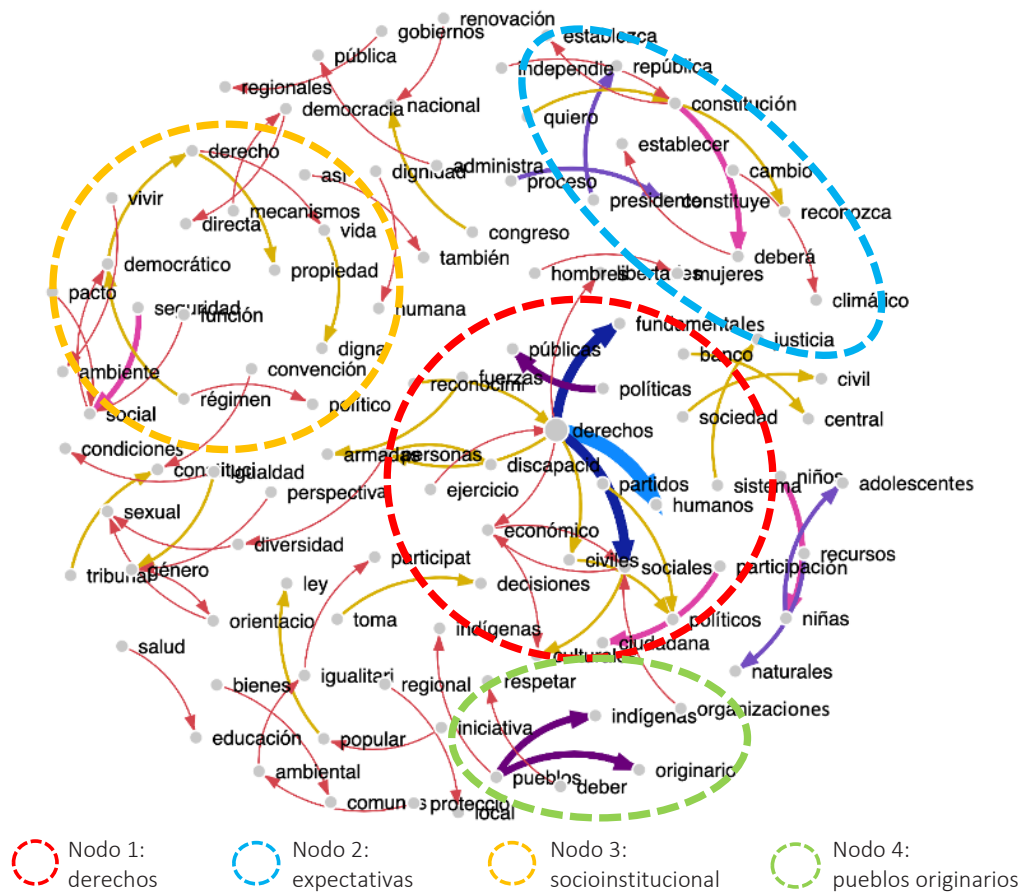 renovación
gobiernos
establezca
pública
independie
república
regionales
democracia
nacional
constitución
quiero
establecer
derecho
administra
así
dignidad
cambio
proceso
vivir
presidente
constituye
reconozca
mecanismos
directa
vida
congreso
deberá
también
democrático
propiedad
hombres
mujeres
pacto
climático
seguridad
función
humana
fundamentales
justicia
digna
públicas
banco
convención
ambiente
fuerzas
reconocimi
políticas
civil
régimen
político
social
sociedad
central
derechos
condiciones
armadas
personas
discapacid
igualdad
partidos
niños
adolescentes
perspectiva
ejercicio
sistema
humanos
sexual
económico
diversidad
participat
civiles
sociales
participación
recursos
género
ley
decisiones
orientacio
toma
políticos
niñas
indígenas
ciudadana
salud
naturales
igualitari
regional
respetar
bienes
indígenas
organizaciones
iniciativa
educación
popular
ambiental
pueblos
originario
deber
local
Nodo 1:
derechos
Nodo 2:
expectativas
Nodo 3:
socioinstitucional
Nodo 4:
pueblos originarios